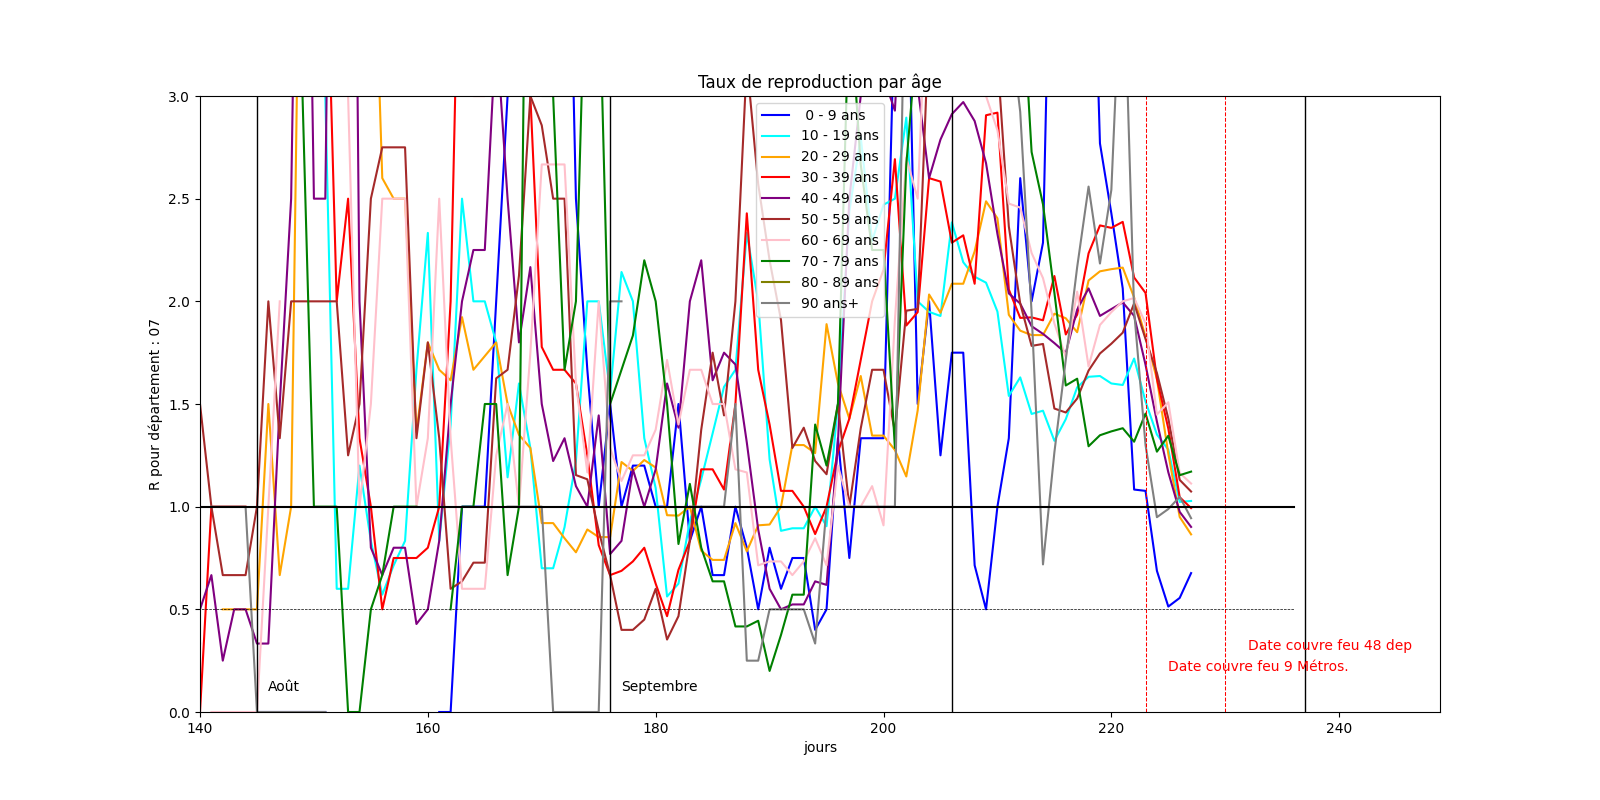 Taux de reproduction par âge
R pour département : 07
3.0
2.5
2.0
1.5
1.0
0.5
0.0
0 - 9 ans
10 - 19 ans
20 - 29 ans
30 - 39 ans
40 - 49 ans
50 - 59 ans
60 - 69 ans
70 - 79 ans
80 - 89 ans
90 ans+
Date couvre feu 48 dep
Date couvre feu 9 Métros.
Août
Septembre
140 160 180 200 220 240
jours